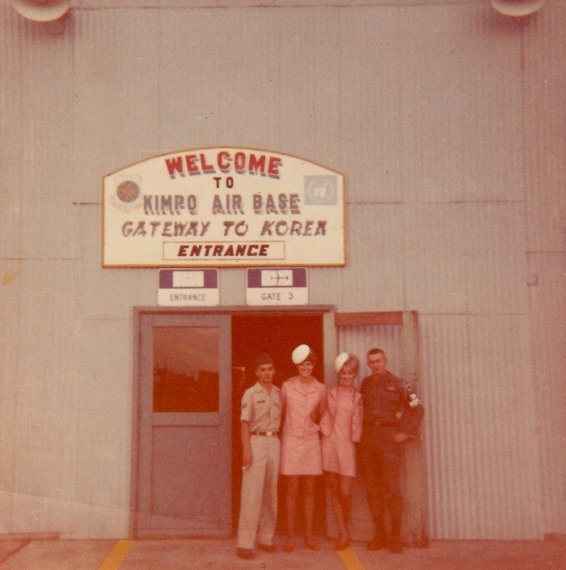 WELCOME
TO
KIMPO AIR BASE
GATEWAY TO KOREA
ENTRANCE
ENTRANCE
GATE 3